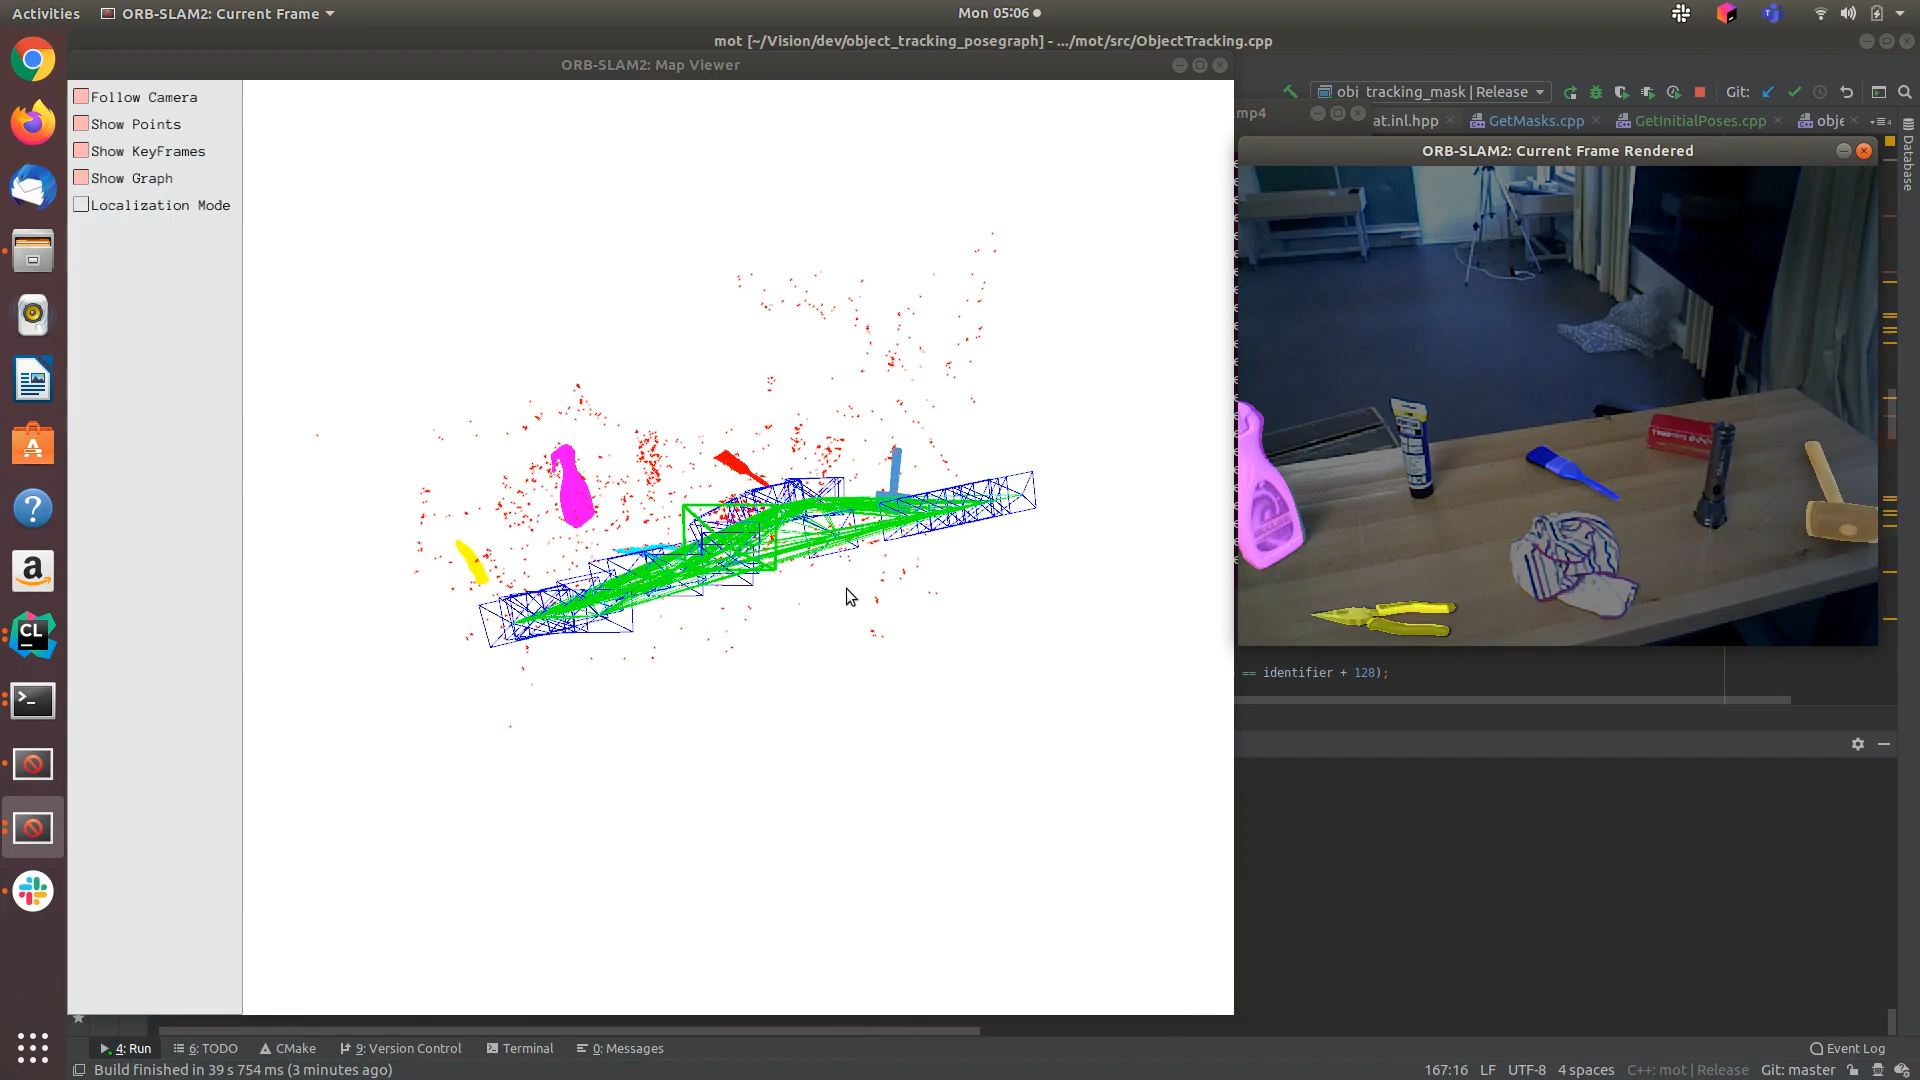 Activities
ORB-SLAM2: Current Frame
Mon 05:06
mot [~/Vision/dev/object_tracking_posegraph] - .../mot/src/ObjectTracking.cpp
ORB-SLAM2: Map Viewer
Follow Camera
Show Points
Show KeyFrames
Show Graph
Localization Mode
obj_tracking_mask | Release
Git:
.mp4
at.inl.hpp
GetMasks.cpp
GetInitialPoses.cpp
obje
Database
ORB-SLAM2: Current Frame Rendered
== identifier + 128);
CL
4: Run
6: TODO
CMake
9: Version Control
Terminal
0: Messages
Event Log
Build finished in 39 s 754 ms (3 minutes ago)
167:16
LF
UTF-8
4 spaces
C++: mot | Release
Git: master